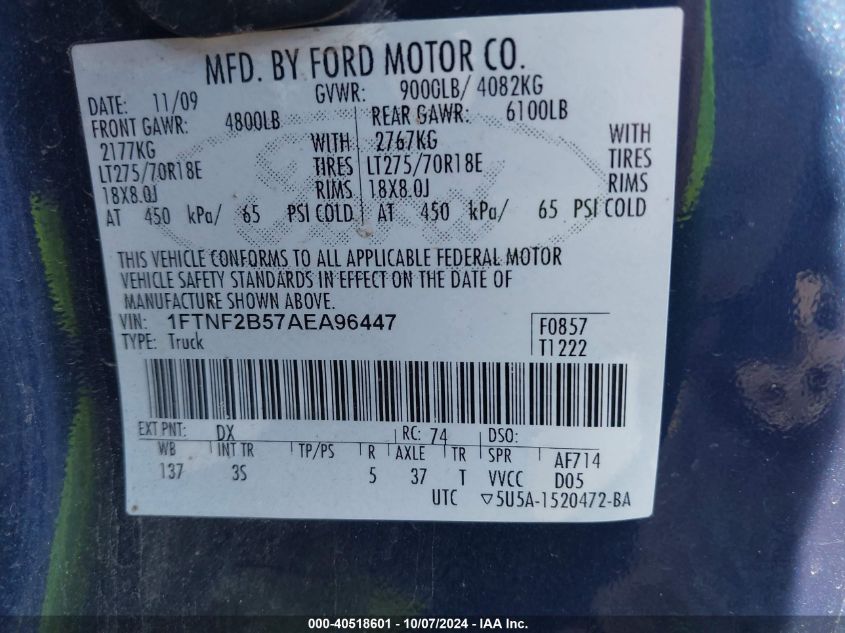 MFD. BY FORD MOTOR CO.
DATE: 11/09 GVWR: 9000LB/ 4082KG
FRONT GAWR: 4800LB REAR GAWR: 6100LB
2177KG WITH 2767KG WITH
LT275/70R18E TIRES LT275/70R18E TIRES
18X8.0J RIMS 18X8.0J RIMS
AT 450 kPa/ 65 PSI COLD AT 450 kPa/ 65 PSI COLD
THIS VEHICLE CONFORMS TO ALL APPLICABLE FEDERAL MOTOR
VEHICLE SAFETY STANDARDS IN EFFECT ON THE DATE OF
MANUFACTURE SHOWN ABOVE.
VIN: 1FTNF2B57AEA96447 F0857
TYPE: Truck T1222
EXT PNT: DX RC: 74 DSO:
WB INT TR TP/PS R AXLE TR SPR AF714
137 3S 5 37 T VVCC D05
UTC ▽5U5A-1520472-BA
000-40518601 - 10/07/2024 - IAA Inc.